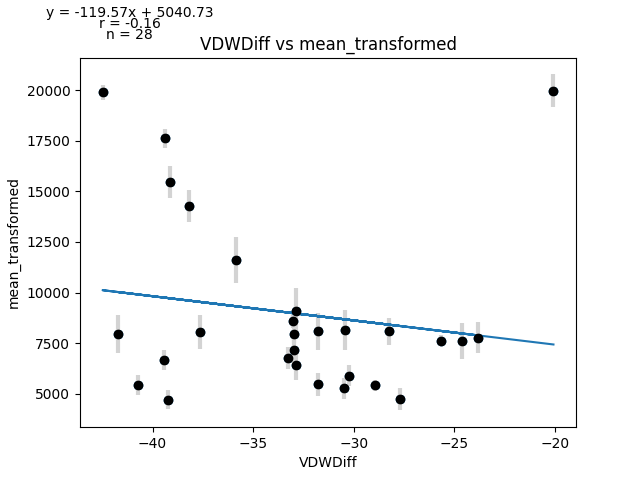 y = -119.57x + 5040.73
r = -0.16
n = 28
VDWDiff vs mean_transformed
20000
17500
15000
12500
10000
7500
5000
mean_transformed
−40
−35
−30
−25
−20
VDWDiff